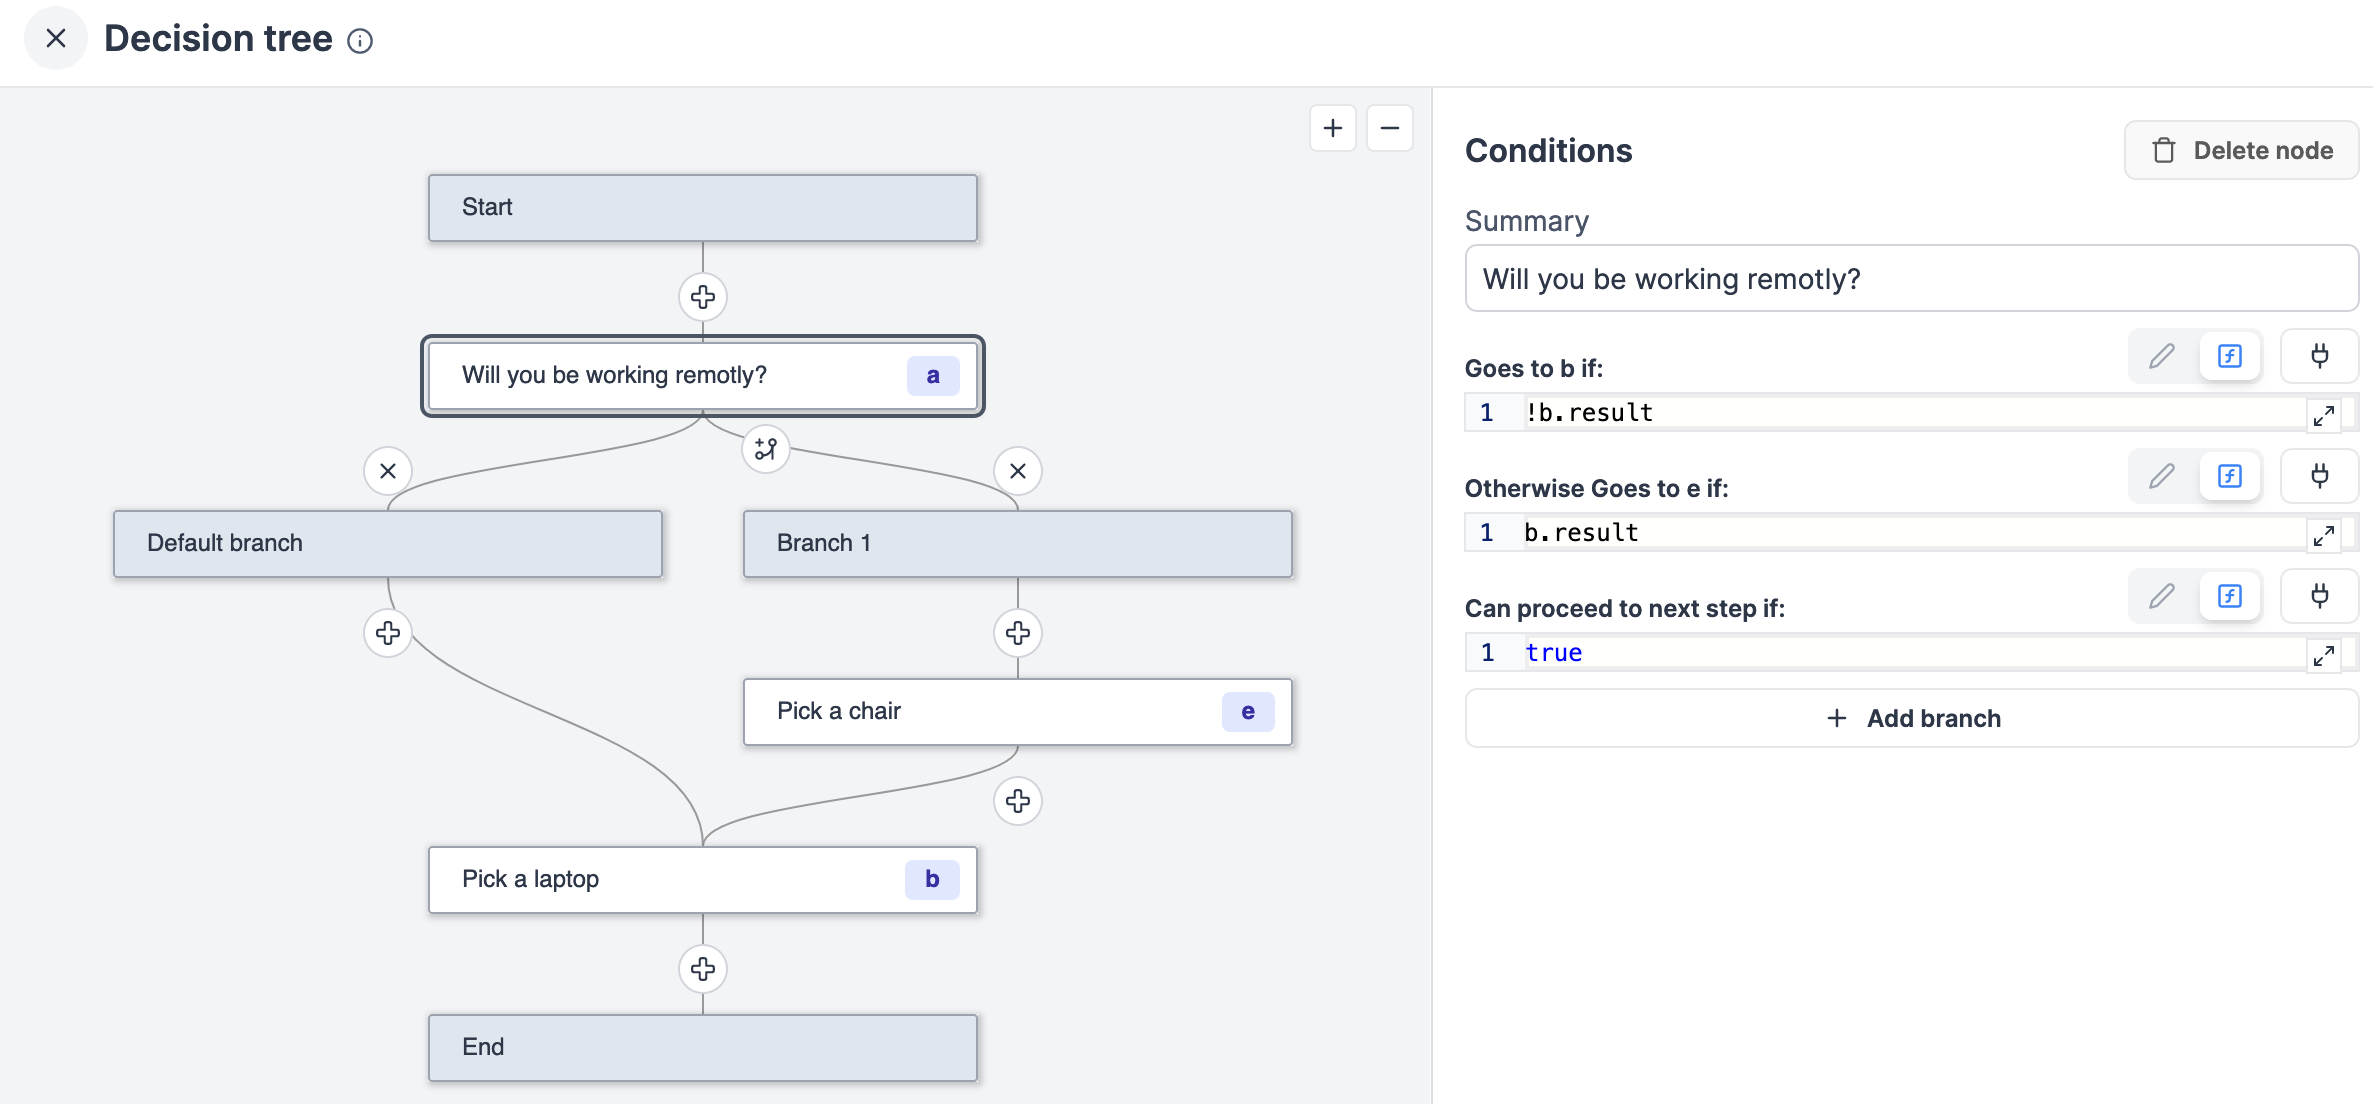 Decision tree
Start
Will you be working remotly? a
Default branch
Branch 1
Pick a chair e
Pick a laptop b
End
Conditions
Delete node
Summary
Will you be working remotly?
Goes to b if:
1 !b.result
Otherwise Goes to e if:
1 b.result
Can proceed to next step if:
1 true
+ Add branch